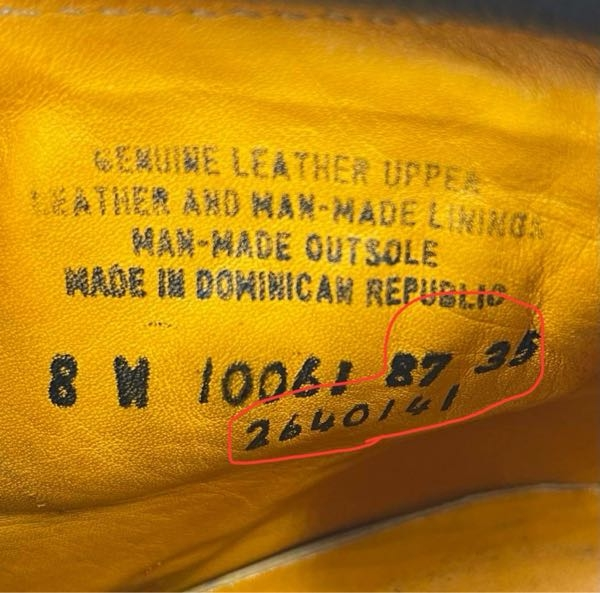 GENUINE LEATHER UPPER
LEATHER AND MAN-MADE LININGS
MAN-MADE OUTSOLE
MADE IN DOMINICAN REPUBLIC
8 W 10061 87 35
2640141